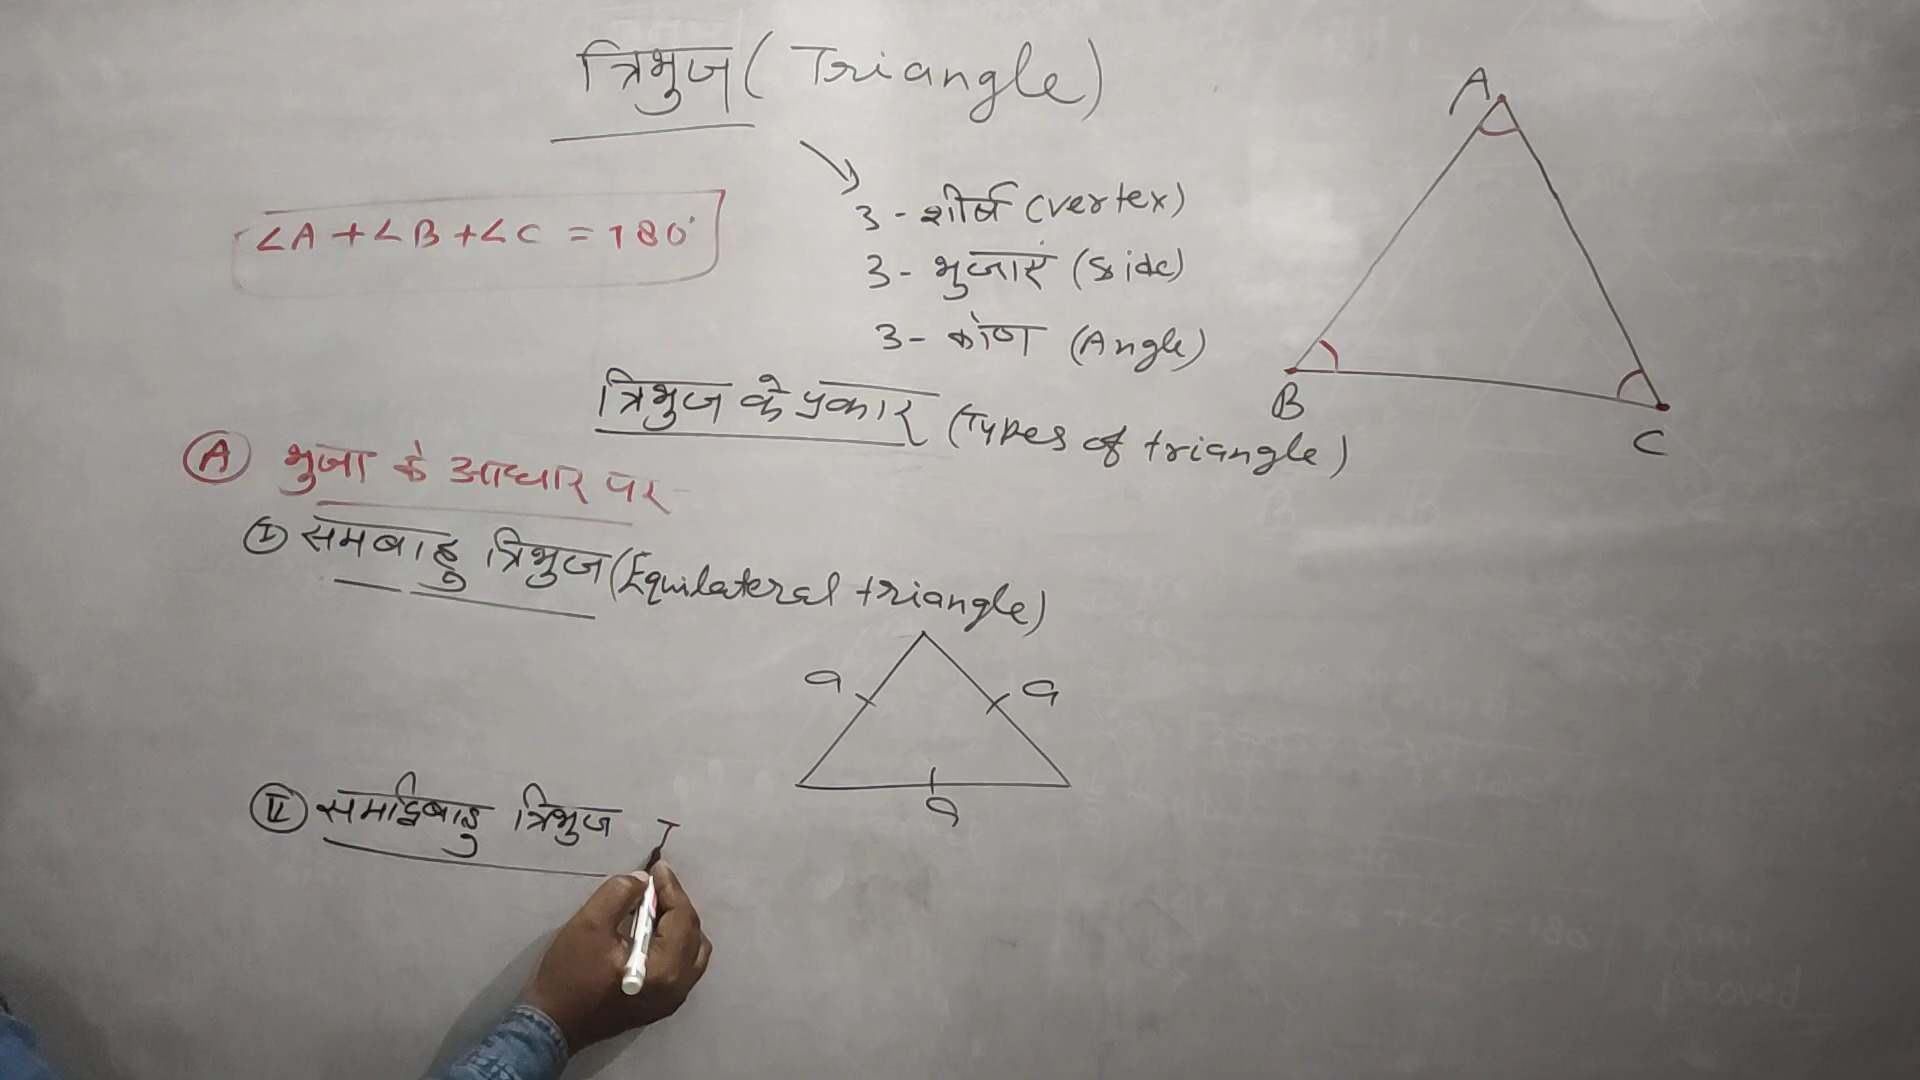 त्रिभुज ( Triangle )
∠A + ∠B + ∠C = 180°
3 - शीर्ष (vertex)
3 - भुजाएं (Side)
3 - कोण (Angle)
A
B
C
त्रिभुज के प्रकार (Types of triangle)
(A) भुजा के आधार पर -
(I) समबाहु त्रिभुज (Equilateral triangle)
a
a
a
(II) समद्विबाहु त्रिभुज